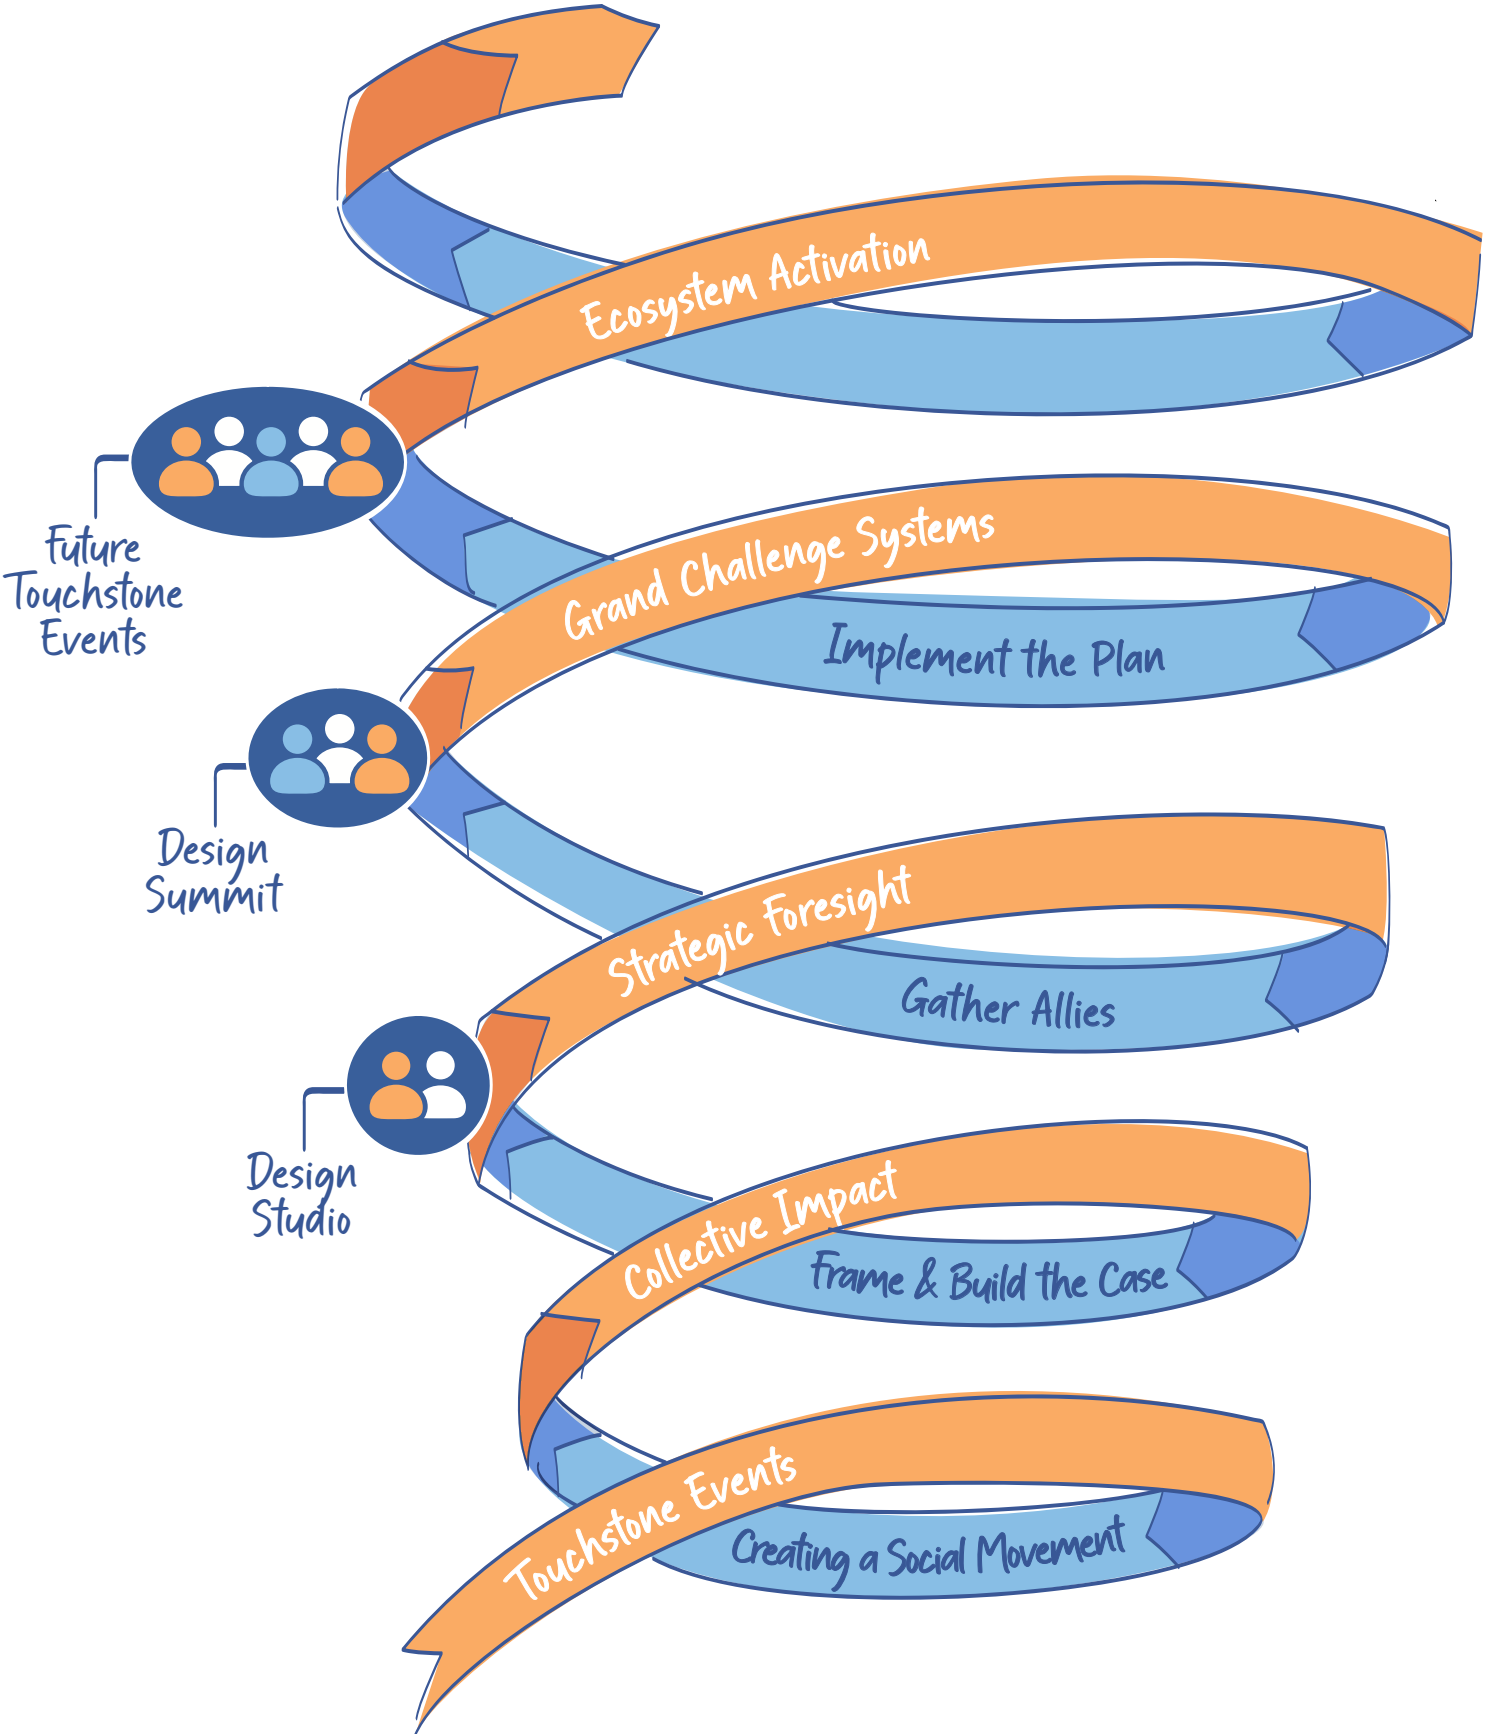 Ecosystem Activation
Future
Touchstone
Events
Grand Challenge Systems
Implement the Plan
Design
Summit
Strategic Foresight
Gather Allies
Design
Studio
Collective Impact
Frame & Build the Case
Touchstone Events
Creating a Social Movement